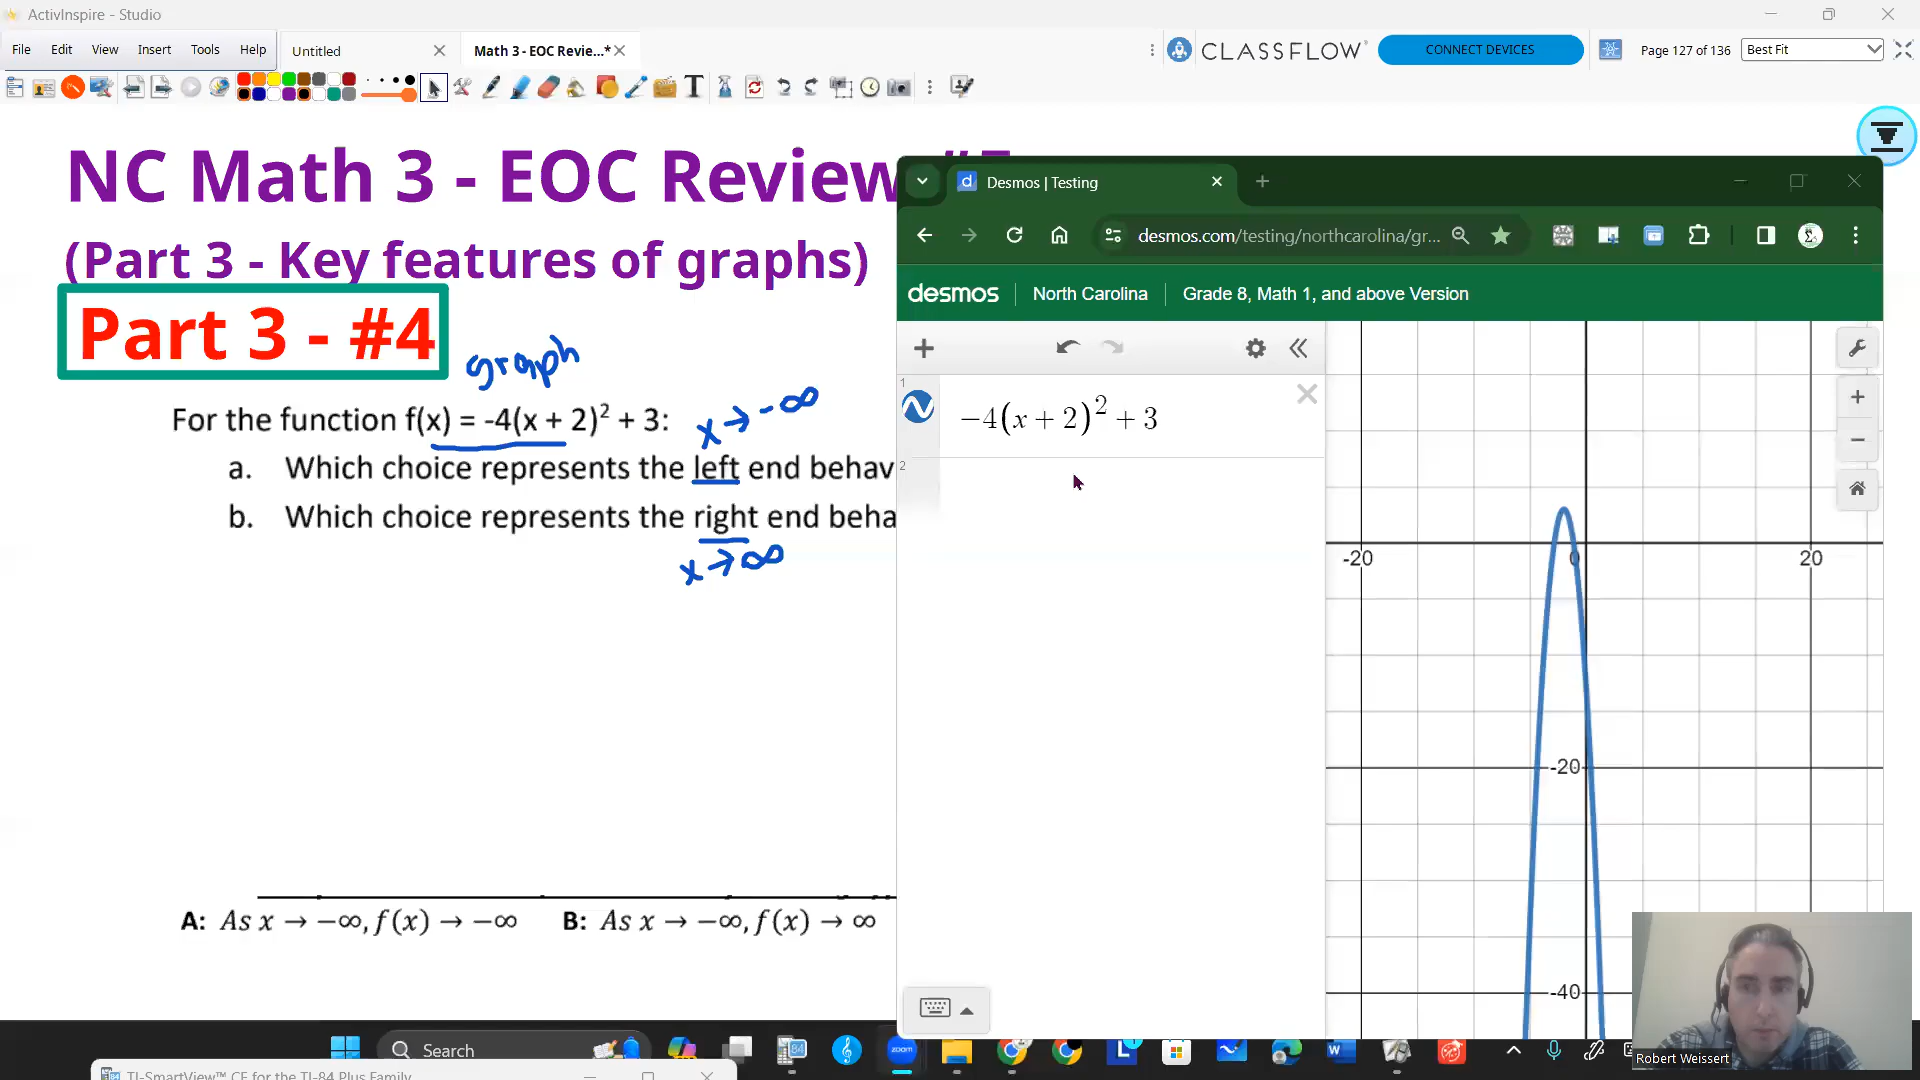 ActivInspire - Studio
File Edit View Insert Tools Help
Untitled
Math 3 - EOC Revie...*
CLASSFLOW
CONNECT DEVICES
Page 127 of 136
Best Fit
NC Math 3 - EOC Review
(Part 3 - Key features of graphs)
Part 3 - #4
graph
x → -∞
For the function f(x) = -4(x + 2)² + 3:
a. Which choice represents the left end behav
b. Which choice represents the right end beha
x → ∞
A: As x → −∞, f(x) → −∞ B: As x → −∞, f(x) → ∞
Desmos | Testing
desmos.com/testing/northcarolina/gr...
desmos North Carolina Grade 8, Math 1, and above Version
1
−4(x + 2)² + 3
2
-20 0 20
-20
-40
Search
zoom
Robert Weissert
TI-SmartView™ CE for the TI-84 Plus Family